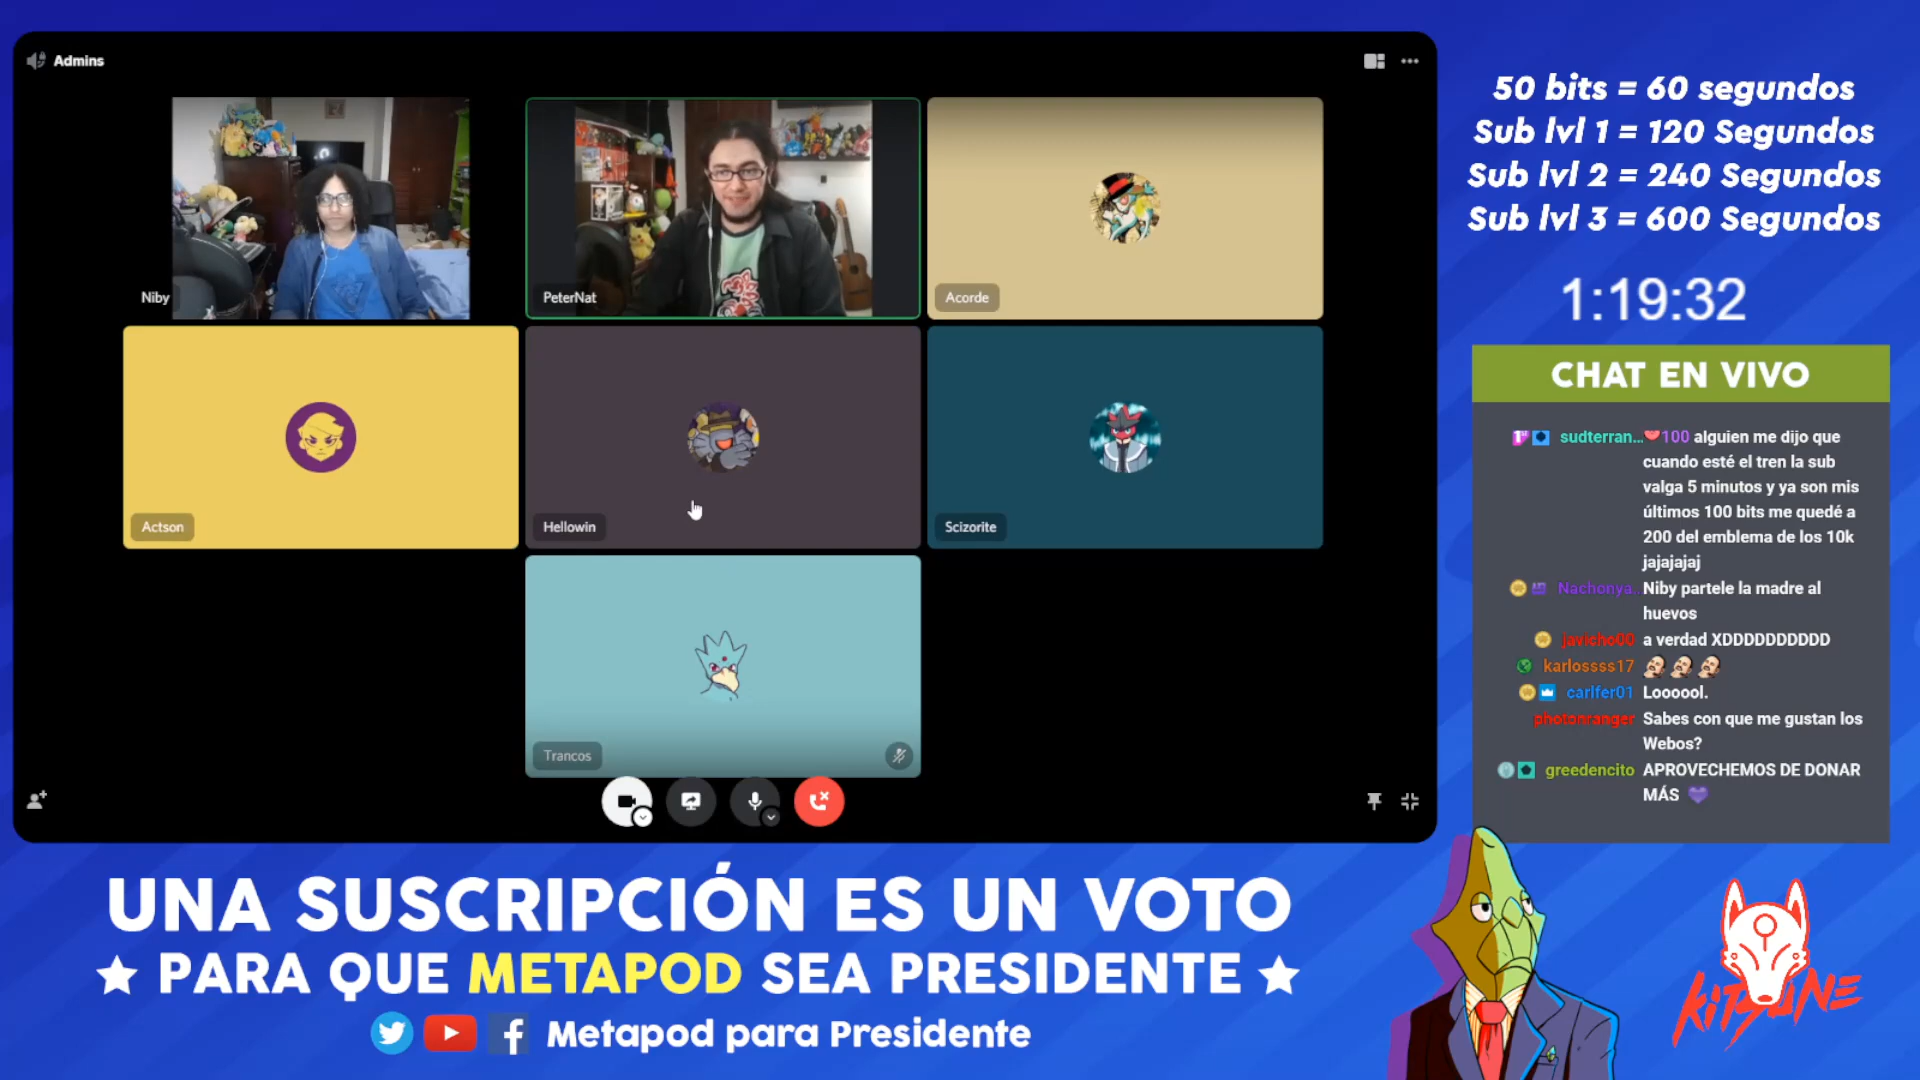 Admins
Niby
PeterNat
Acorde
Actson
Hellowin
Scizorite
Trancos
50 bits = 60 segundos
Sub lvl 1 = 120 Segundos
Sub lvl 2 = 240 Segundos
Sub lvl 3 = 600 Segundos
1:19:32
CHAT EN VIVO
sudterran... 100 alguien me dijo que
cuando esté el tren la sub
valga 5 minutos y ya son mis
últimos 100 bits me quedé a
200 del emblema de los 10k
jajajajaj
Nachonya... Niby partele la madre al
huevos
javicho00 a verdad XDDDDDDDDDD
karlossss17
carlfer01 Loooool.
photonranger Sabes con que me gustan los
Webos?
greedencito APROVECHEMOS DE DONAR
MÁS
UNA SUSCRIPCIÓN ES UN VOTO
PARA QUE METAPOD SEA PRESIDENTE
Metapod para Presidente
KITSUNE